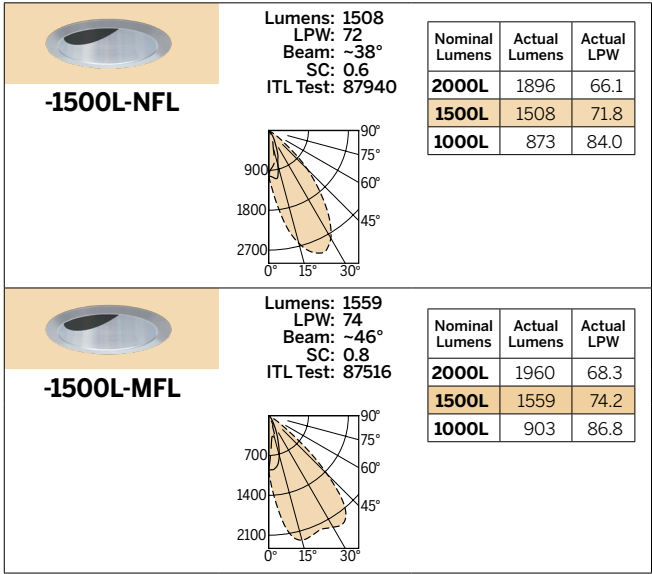 Lumens: 1508
LPW: 72
Beam: ~38°
SC: 0.6
ITL Test: 87940
-1500L-NFL
90°
75°
60°
45°
900
1800
2700
0° 15° 30°
Nominal Lumens Actual Lumens Actual LPW
2000L 1896 66.1
1500L 1508 71.8
1000L 873 84.0
Lumens: 1559
LPW: 74
Beam: ~46°
SC: 0.8
ITL Test: 87516
-1500L-MFL
90°
75°
60°
45°
700
1400
2100
0° 15° 30°
Nominal Lumens Actual Lumens Actual LPW
2000L 1960 68.3
1500L 1559 74.2
1000L 903 86.8